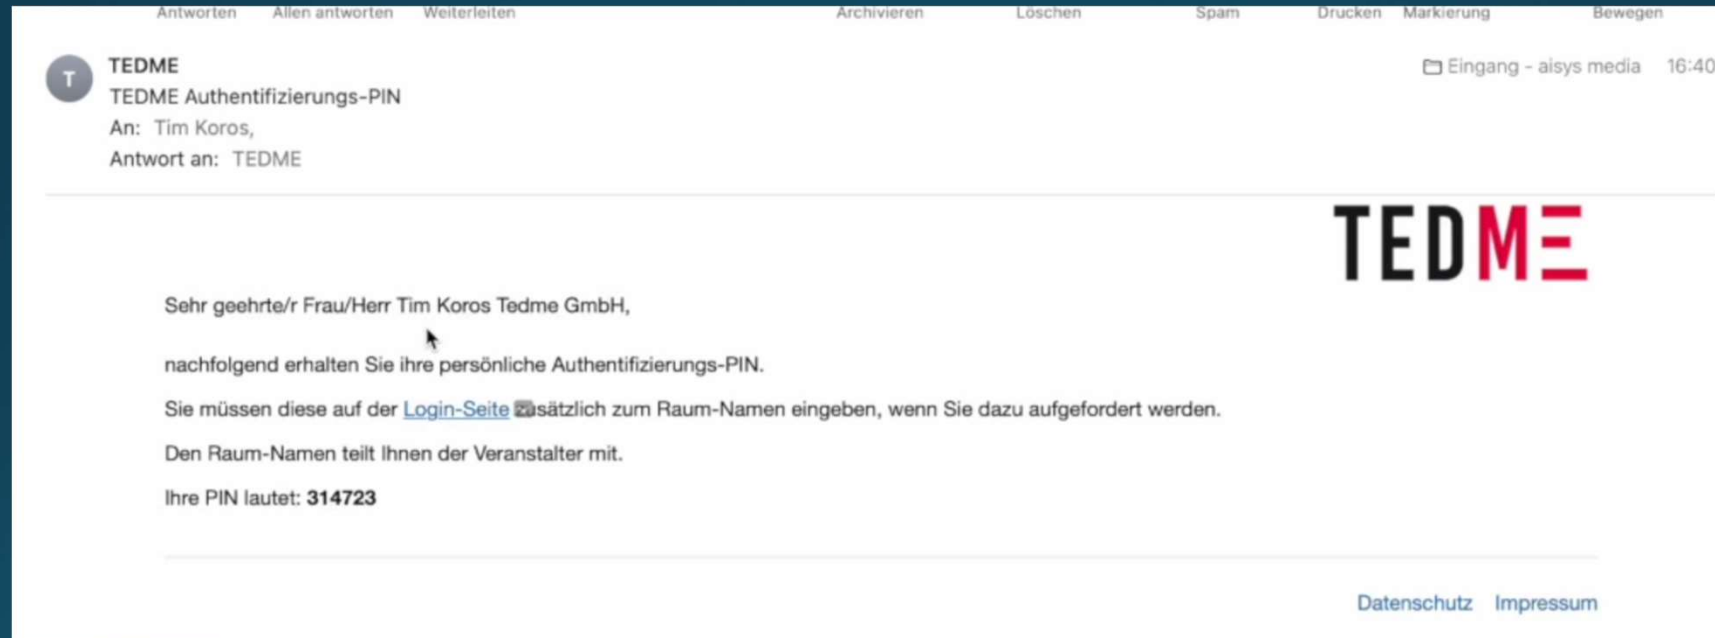 Antworten Allen antworten Weiterleiten Archivieren Löschen Spam Drucken Markierung Bewegen
T
TEDME Eingang - aisys media 16:40
TEDME Authentifizierungs-PIN
An: Tim Koros,
Antwort an: TEDME
TEDME
Sehr geehrte/r Frau/Herr Tim Koros Tedme GmbH,
nachfolgend erhalten Sie ihre persönliche Authentifizierungs-PIN.
Sie müssen diese auf der Login-Seite zusätzlich zum Raum-Namen eingeben, wenn Sie dazu aufgefordert werden.
Den Raum-Namen teilt Ihnen der Veranstalter mit.
Ihre PIN lautet: 314723
Datenschutz Impressum